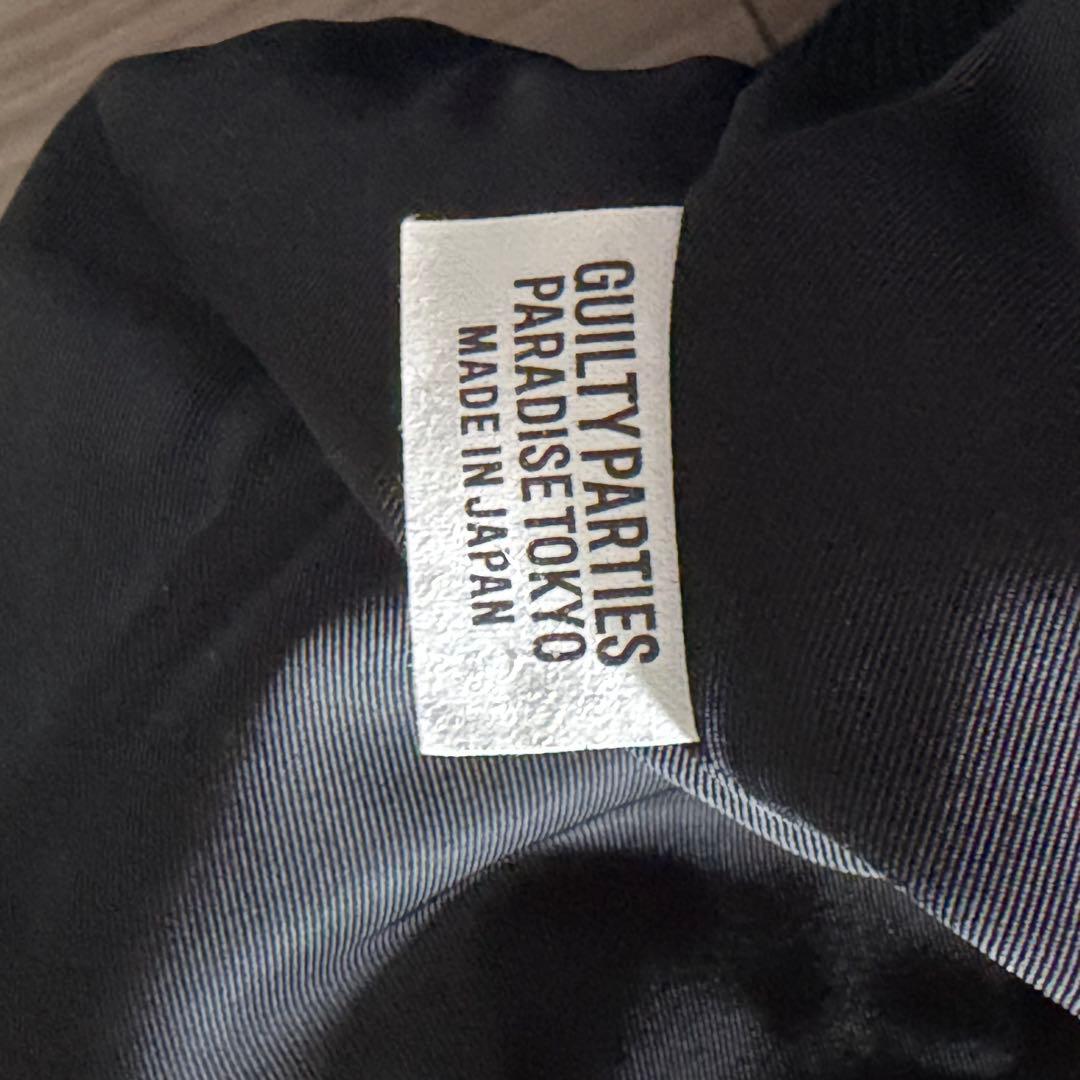 GUILTY PARTIES
PARADISE TOKYO
MADE IN JAPAN